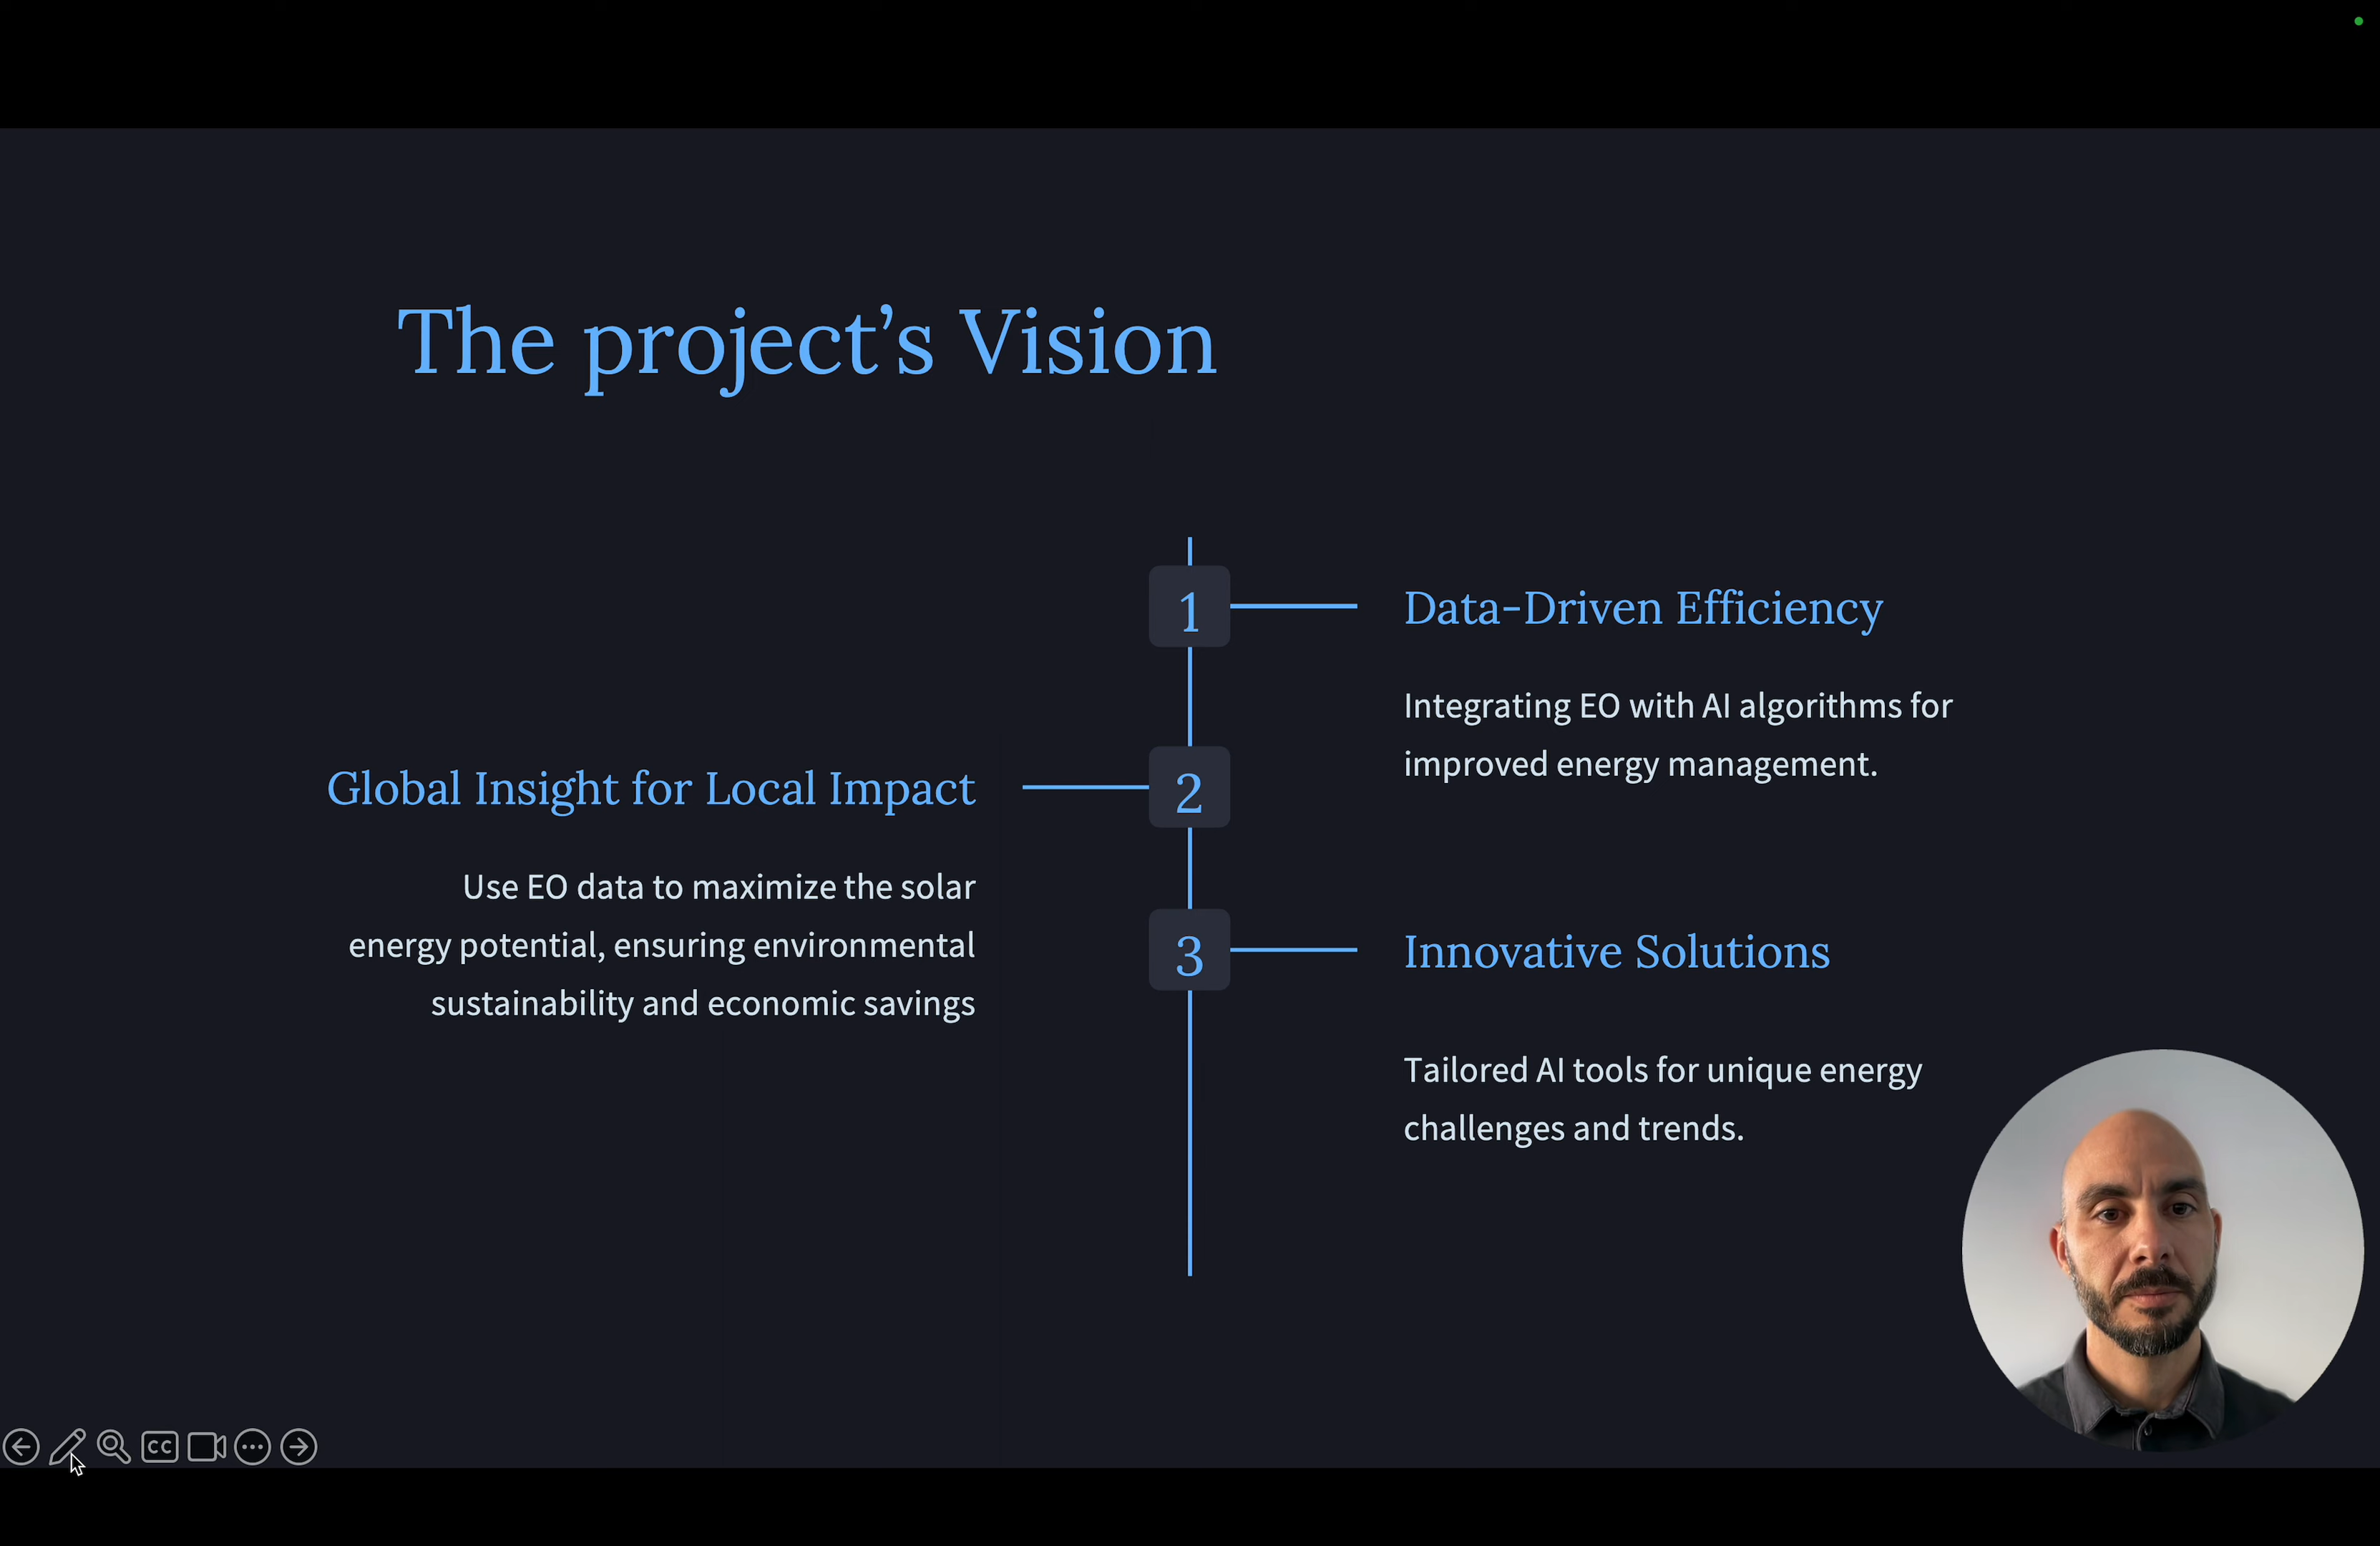 The project’s Vision
1
Data-Driven Efficiency
Integrating EO with AI algorithms for
improved energy management.
2
Global Insight for Local Impact
Use EO data to maximize the solar
energy potential, ensuring environmental
sustainability and economic savings
3
Innovative Solutions
Tailored AI tools for unique energy
challenges and trends.
CC